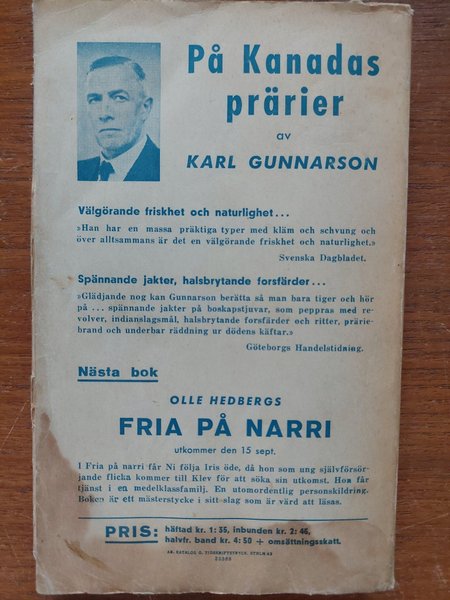 På Kanadas
prärier
av
KARL GUNNARSON
Välgörande friskhet och naturlighet...
»Han har en massa präktiga typer med kläm och schvung och
över alltsammans är det en välgörande friskhet och naturlighet.»
Svenska Dagbladet.
Spännande jakter, halsbrytande forsfärder...
»Glädjande nog kan Gunnarson berätta så man bara tiger och hör
på ... spännande jakter på boskapstjuvar, som peppras med re-
volver, indianslagsmål, halsbrytande forsfärder och ritter, prärie-
brand och underbar räddning ur dödens käftar.»
Göteborgs Handelstidning.
Nästa bok
OLLE HEDBERGS
FRIA PÅ NARRI
utkommer den 15 sept.
I Fria på narri får Ni följa Iris öde, då hon som ung självförsör-
jande flicka kommer till Klev för att söka sin utkomst. Hon får
tjänst i en medelklassfamilj. En utomordentlig personskildring.
Boken är ett mästerstycke i sitt slag som är värd att läsas.
PRIS: häftad kr. 1:35, inbunden kr. 2:46,
halvfr. band kr. 4:50 + omsättningsskatt.
AB. KATALOG O. TIDSKRIFTSTRYCK, STHLM 42